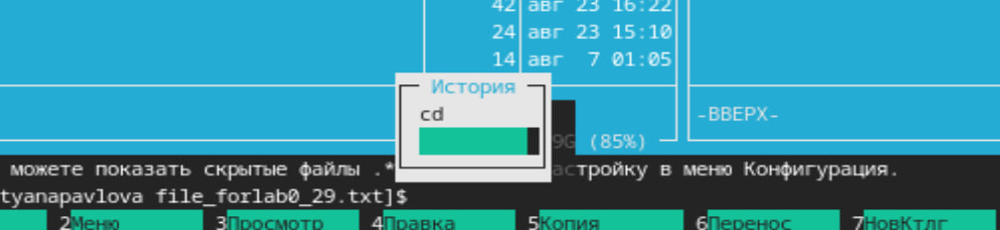 42 авг 23 16:22
24 авг 23 15:10
14 авг 7 01:05
История
cd
-ВВЕРХ-
9G (85%)
можете показать скрытые файлы .* астройку в меню Конфигурация.
tyanapavlova file_forlab0_29.txt]$
2Меню 3Просмотр 4Правка 5Копия 6Перенос 7НовКтлг